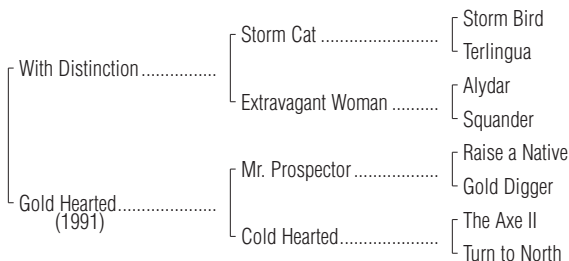 Storm Bird
Storm Cat ..........................
Terlingua
With Distinction ................
Alydar
Extravagant Woman ..........
Squander
Raise a Native
Mr. Prospector ..................
Gold Digger
Gold Hearted .....................
(1991)
The Axe II
Cold Hearted .....................
Turn to North